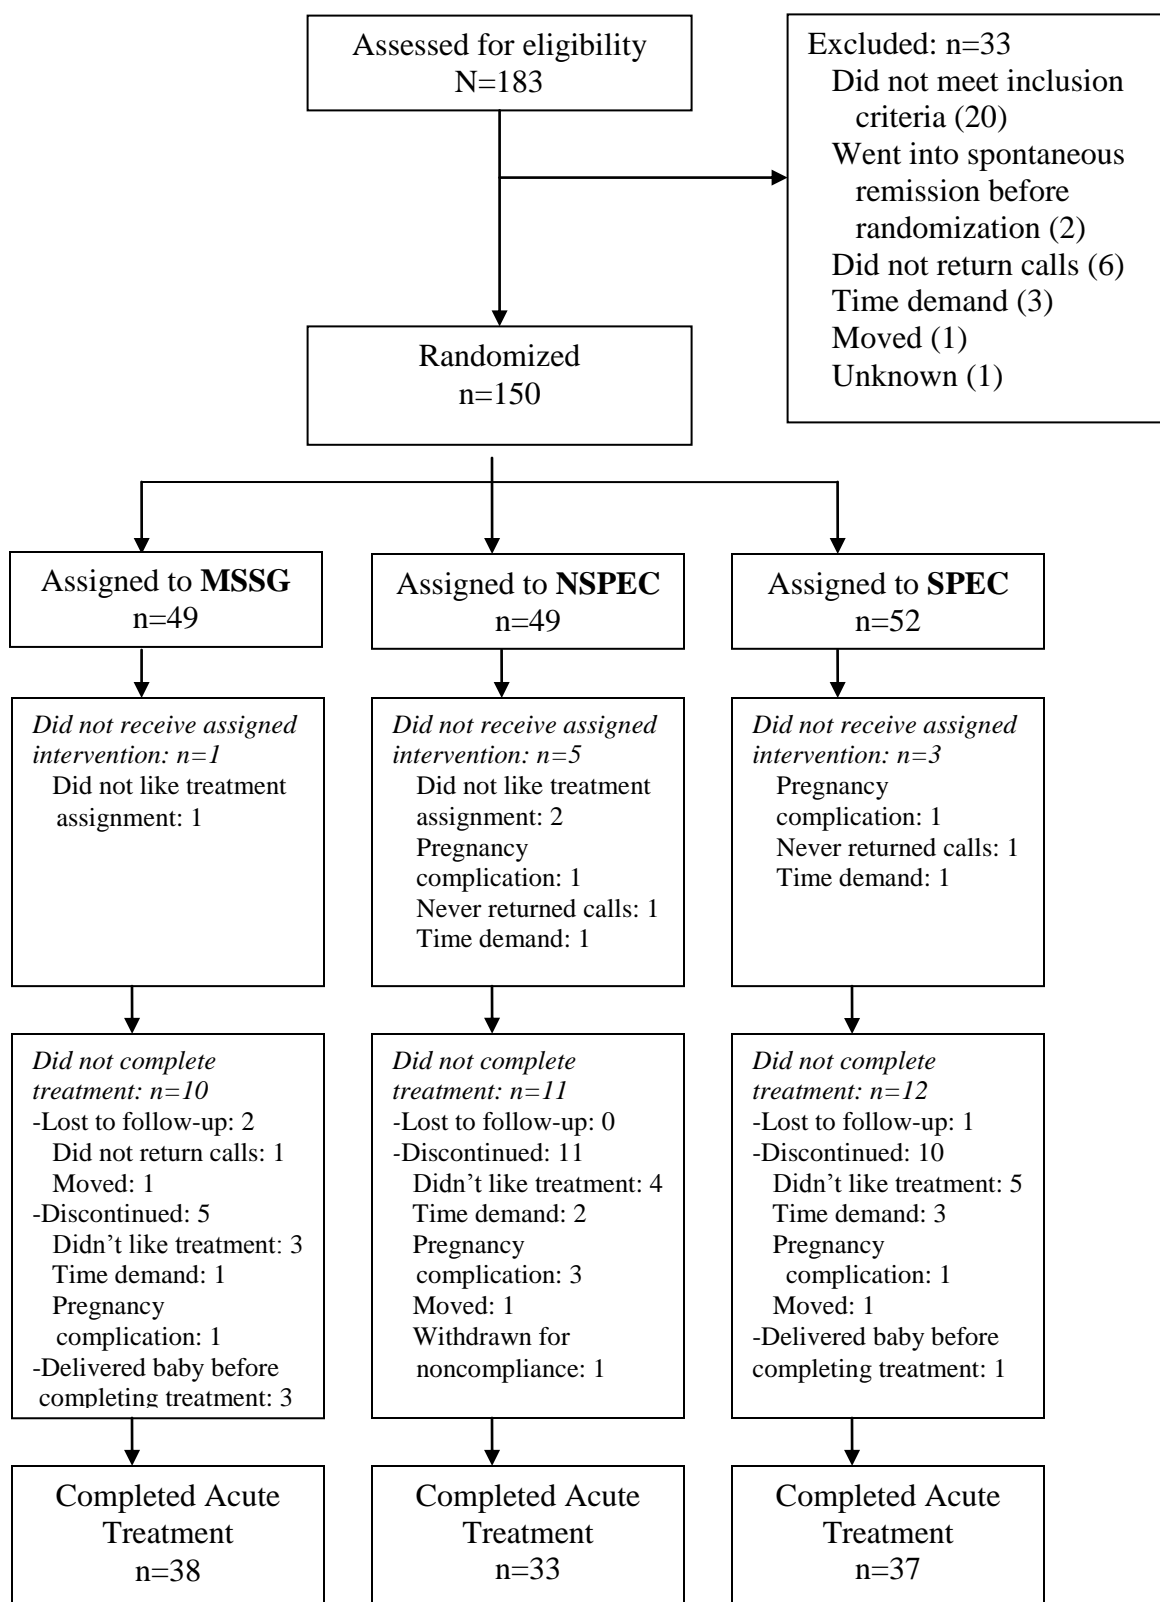 Assessed for eligibility
N=183
Excluded: n=33
Did not meet inclusion
criteria (20)
Went into spontaneous
remission before
randomization (2)
Did not return calls (6)
Time demand (3)
Moved (1)
Unknown (1)
Randomized
n=150
Assigned to MSSG
n=49
Assigned to NSPEC
n=49
Assigned to SPEC
n=52
Did not receive assigned
intervention: n=1
Did not like treatment
assignment: 1
Did not receive assigned
intervention: n=5
Did not like treatment
assignment: 2
Pregnancy
complication: 1
Never returned calls: 1
Time demand: 1
Did not receive assigned
intervention: n=3
Pregnancy
complication: 1
Never returned calls: 1
Time demand: 1
Did not complete
treatment: n=10
-Lost to follow-up: 2
Did not return calls: 1
Moved: 1
-Discontinued: 5
Didn’t like treatment: 3
Time demand: 1
Pregnancy
complication: 1
-Delivered baby before
completing treatment: 3
Did not complete
treatment: n=11
-Lost to follow-up: 0
-Discontinued: 11
Didn’t like treatment: 4
Time demand: 2
Pregnancy
complication: 3
Moved: 1
Withdrawn for
noncompliance: 1
Did not complete
treatment: n=12
-Lost to follow-up: 1
-Discontinued: 10
Didn’t like treatment: 5
Time demand: 3
Pregnancy
complication: 1
Moved: 1
-Delivered baby before
completing treatment: 1
Completed Acute
Treatment
n=38
Completed Acute
Treatment
n=33
Completed Acute
Treatment
n=37